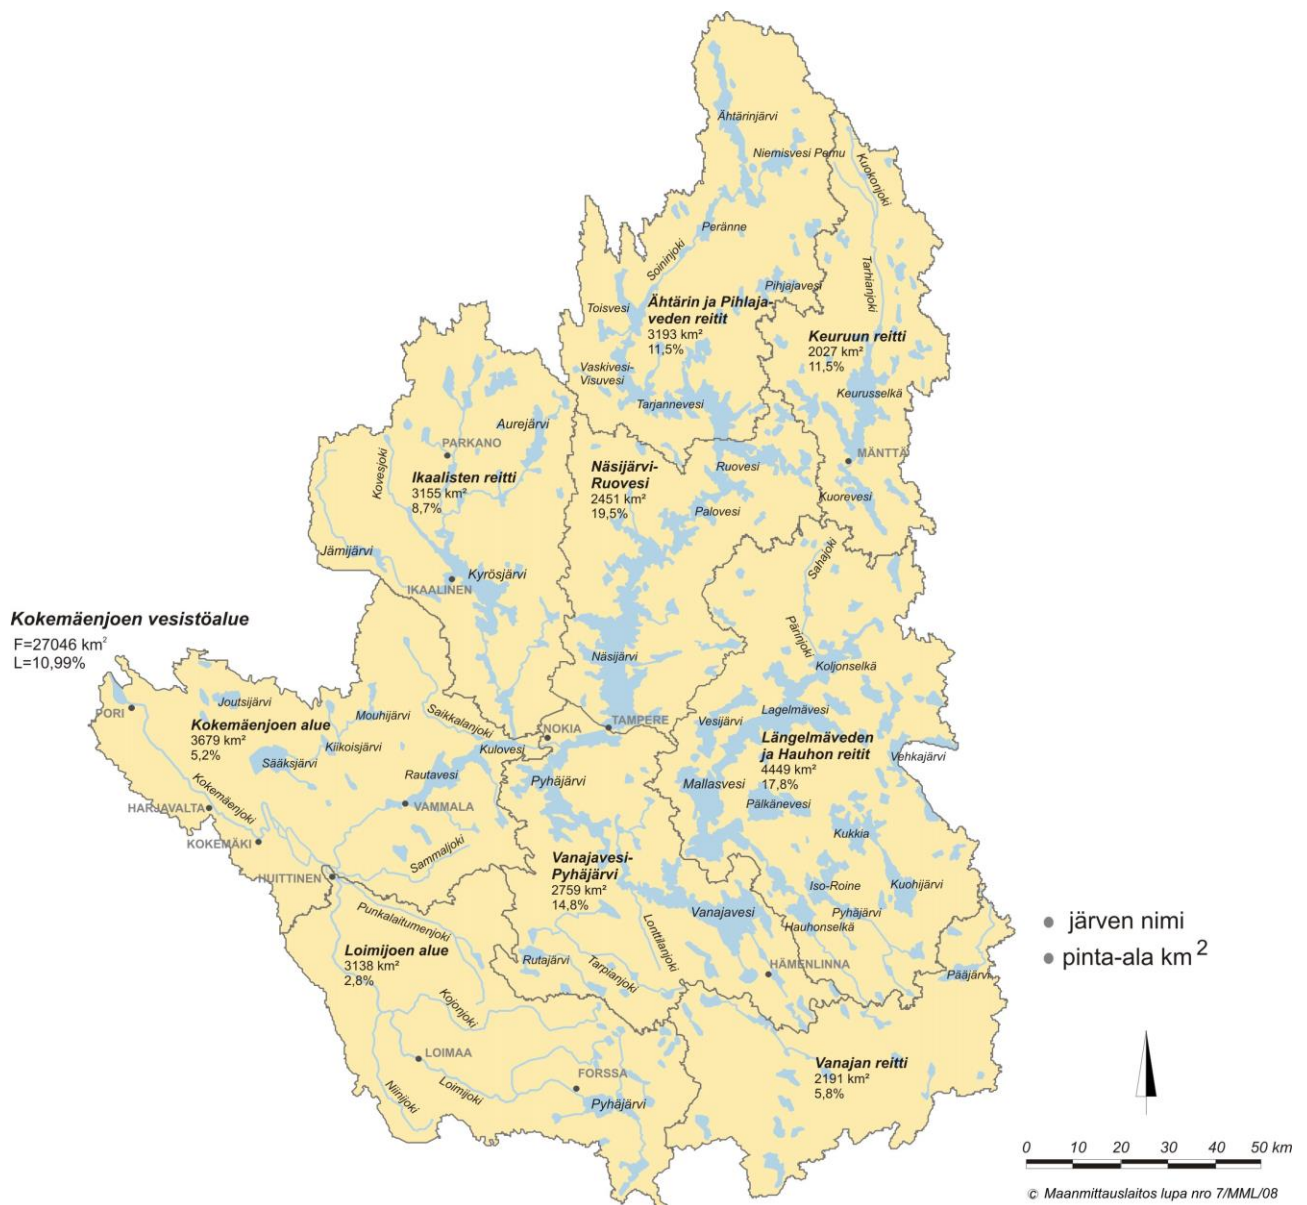 Ähtärinjärvi
Niemisvesi Pemu
Kuokonjoki
Peränne
Soininjoki
Tarhianjoki
Pihjajavesi
Toisvesi
Ähtärin ja Pihlaja-
veden reitit
3193 km²
11,5%
Keuruun reitti
2027 km²
11,5%
Vaskivesi-
Visuvesi
Tarjannevesi
Keurusselkä
Aurejärvi
PARKANO
Kovesjoki
Ikaalisten reitti
3155 km²
8,7%
Näsijärvi-
Ruovesi
2451 km²
19,5%
Ruovesi
MÄNTTÄ
Kuorevesi
Palovesi
Jämijärvi
IKAALINEN
Kyrösjärvi
Sahajoki
Pärinjoki
Kokemäenjoen vesistöalue
F=27046 km²
L=10,99%
Näsijärvi
Koljonselkä
Joutsijärvi
PORI
Kokemäenjoen alue
3679 km²
5,2%
Mouhijärvi
Saikkalanjoki
NOKIA
TAMPERE
Lagelmävesi
Vesijärvi
Längelmäveden
ja Hauhon reitit
4449 km²
17,8%
Vehkajärvi
Kiikoisjärvi
Kulovesi
Sääksjärvi
Rautavesi
Pyhäjärvi
Mallasvesi
Pälkänevesi
Kokemäenjoki
HARJAVALTA
VAMMALA
KOKEMÄKI
Kukkia
Sammaljoki
Vanajavesi-
Pyhäjärvi
2759 km²
14,8%
HUITTINEN
Iso-Roine
Kuohijärvi
Punkalaitumenjoki
Vanajavesi
Pyhäjärvi
Hauhonselkä
Lonttilanjoki
järven nimi
pinta-ala km²
Loimijoen alue
3138 km²
2,8%
Rutajärvi
Tarpianjoki
HÄMENLINNA
Pääjärvi
Kojonjoki
LOIMAA
Vanajan reitti
2191 km²
5,8%
FORSSA
Niinijoki
Loimijoki
Pyhäjärvi
0 10 20 30 40 50 km
© Maanmittauslaitos lupa nro 7/MML/08